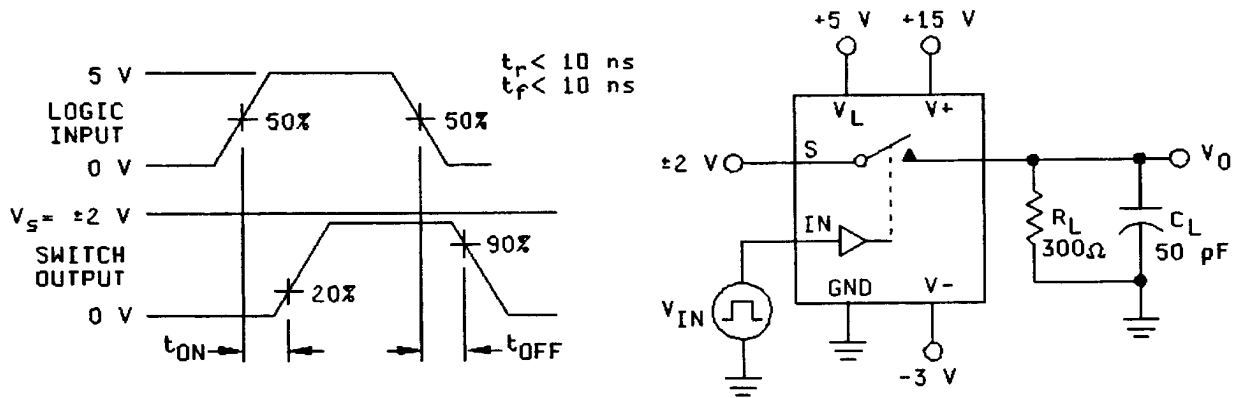 5 V
LOGIC
INPUT
0 V
50%
50%
t_r< 10 ns
t_f< 10 ns
V_S= ±2 V
SWITCH
OUTPUT
0 V
20%
90%
t_ON
t_OFF
+5 V
+15 V
V_L
V+
±2 V
S
V_O
IN
R_L
300Ω
C_L
50 pF
GND
V-
V_IN
-3 V